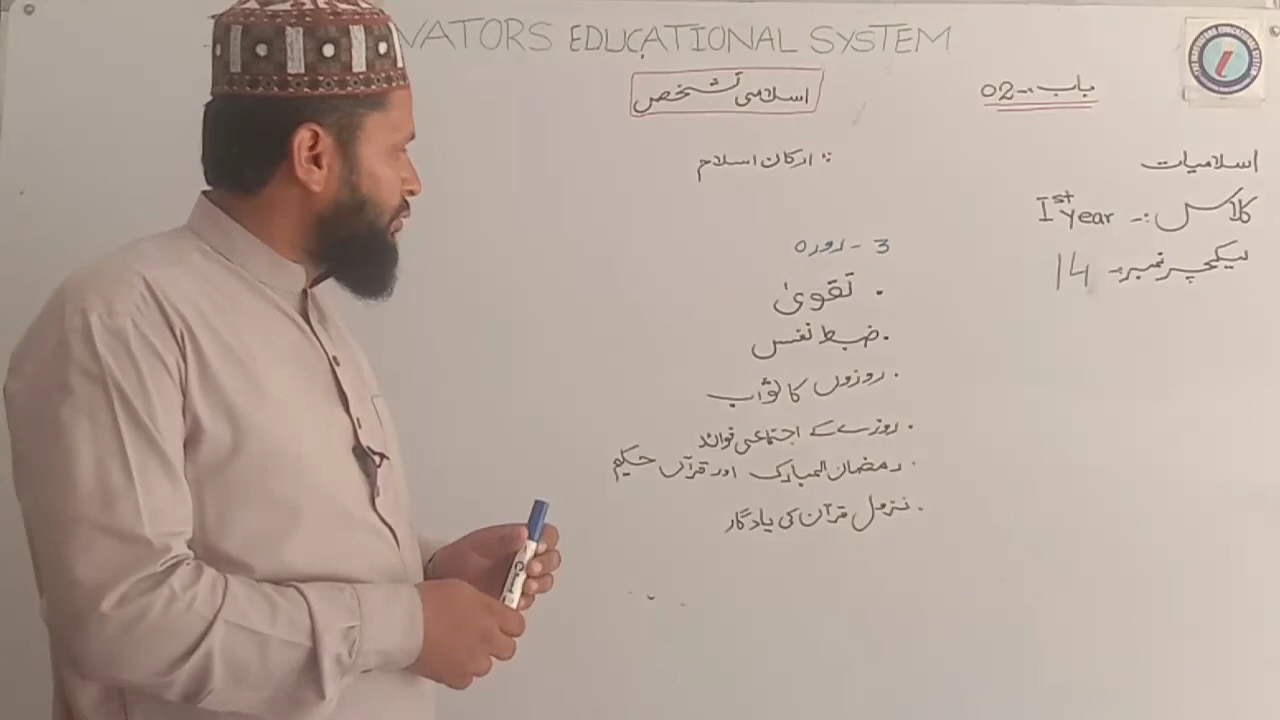 VATORS EDUCATIONAL SYSTEM
باب :- 02
اسلامی تشخص
اسلامیات
کلاس :- 1st Year
لیکچر نمبر :- 14
: ارکان اسلام
3 - روزہ
. تقویٰ
. ضبط نفس
. روزوں کا ثواب
. روزے کے اجتماعی فوائد
. رمضان المبارک اور قرآن حکیم
. نزول قرآن کی یادگار